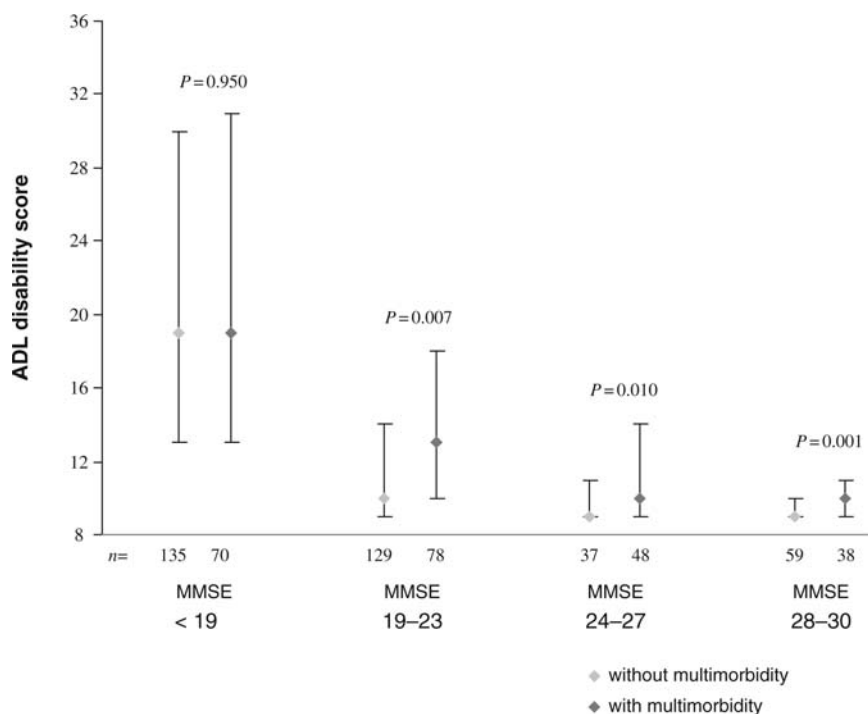 36
P=0.950
32
28
24
20
P=0.007
16
P=0.010
12
P=0.001
8
ADL disability score
n= 135 70 129 78 37 48 59 38
MMSE MMSE MMSE MMSE
< 19 19–23 24–27 28–30
without multimorbidity
with multimorbidity